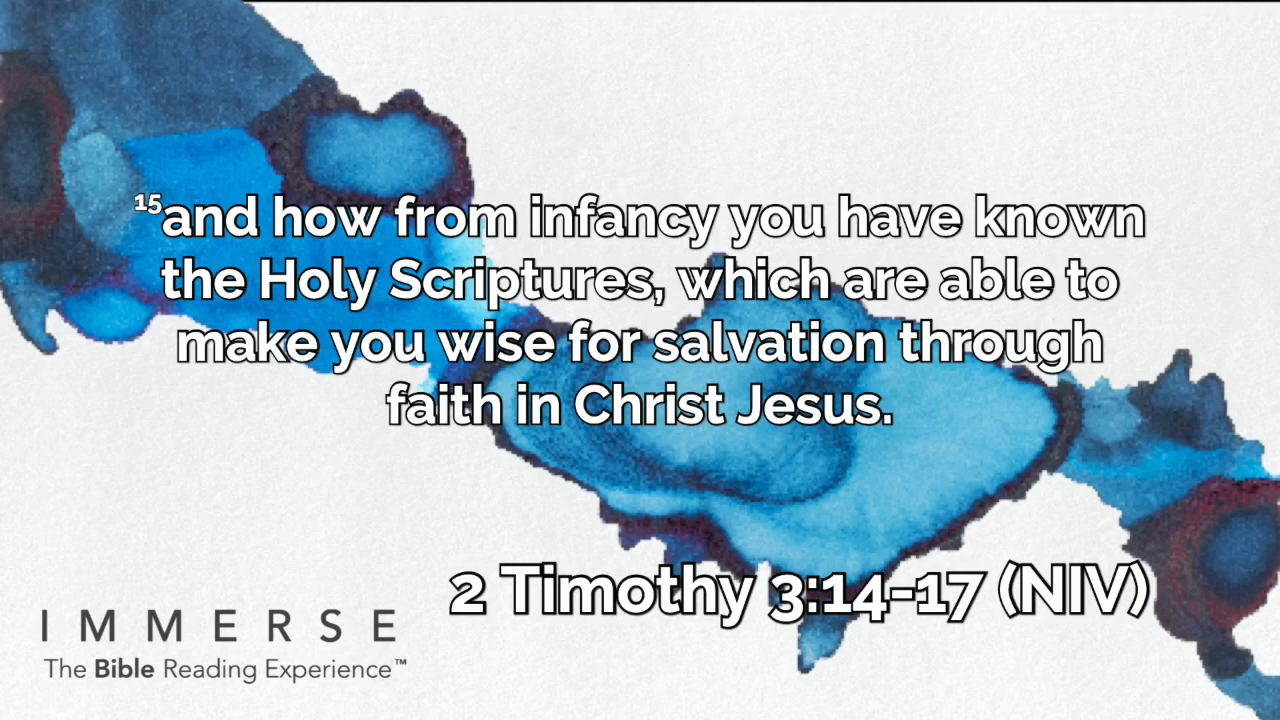 ¹⁵and how from infancy you have known
the Holy Scriptures, which are able to
make you wise for salvation through
faith in Christ Jesus.
2 Timothy 3:14-17 (NIV)
IMMERSE
The Bible Reading Experience™